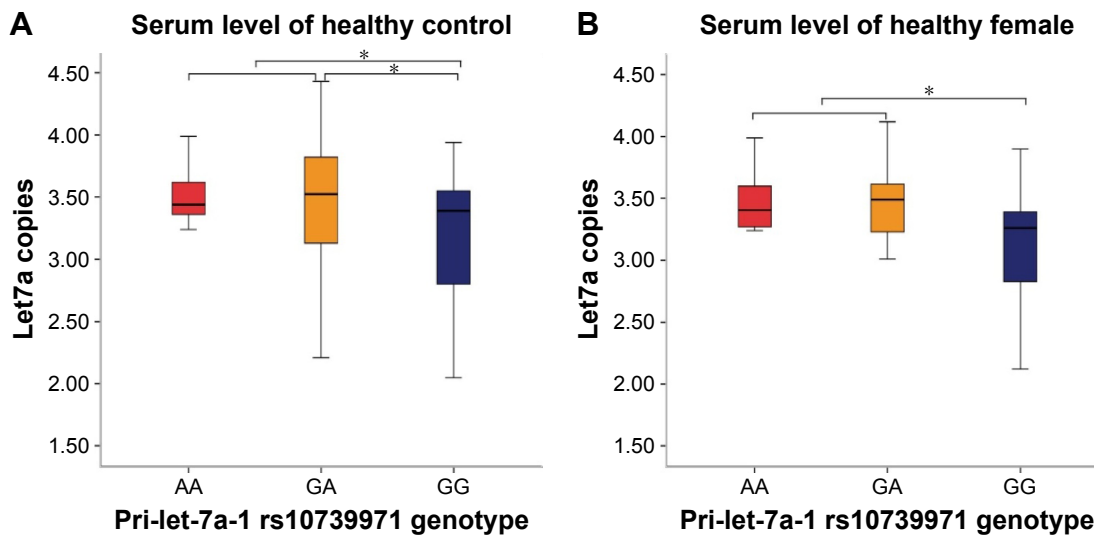 A
Serum level of healthy control
*
*
4.50
4.00
3.50
3.00
2.50
2.00
1.50
Let7a copies
AA
GA
GG
Pri-let-7a-1 rs10739971 genotype
B
Serum level of healthy female
*
4.50
4.00
3.50
3.00
2.50
2.00
1.50
Let7a copies
AA
GA
GG
Pri-let-7a-1 rs10739971 genotype